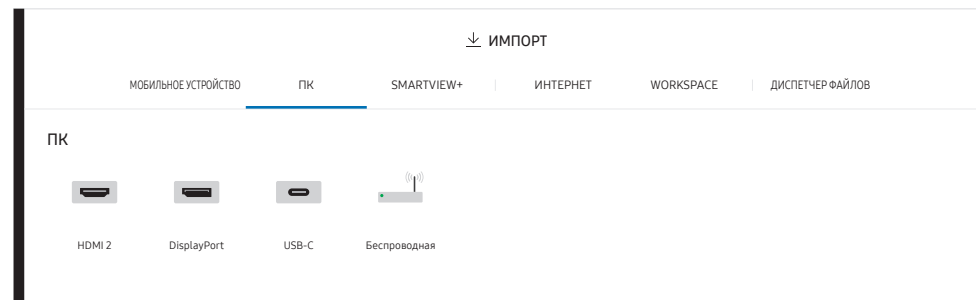 ИМПОРТ
МОБИЛЬНОЕ УСТРОЙСТВО ПК SMARTVIEW+ ИНТЕРНЕТ WORKSPACE ДИСПЕТЧЕР ФАЙЛОВ
ПК
HDMI 2 DisplayPort USB-C Беспроводная